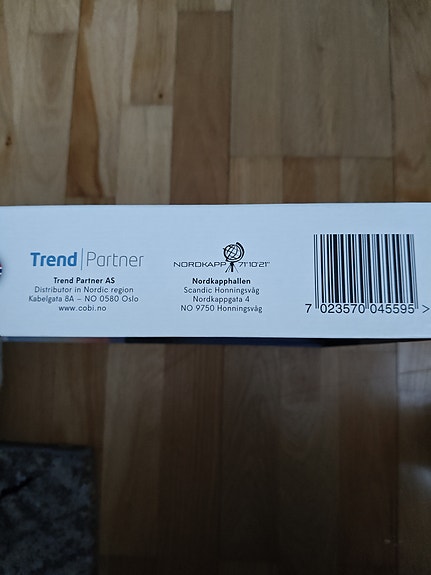 Trend|Partner
Trend Partner AS
Distributor in Nordic region
Kabelgata 8A – NO 0580 Oslo
www.cobi.no
NORDKAPP 71°10'21"
Nordkapphallen
Scandic Honningsvåg
Nordkappgata 4
NO 9750 Honningsvåg
7 023570 045595 >